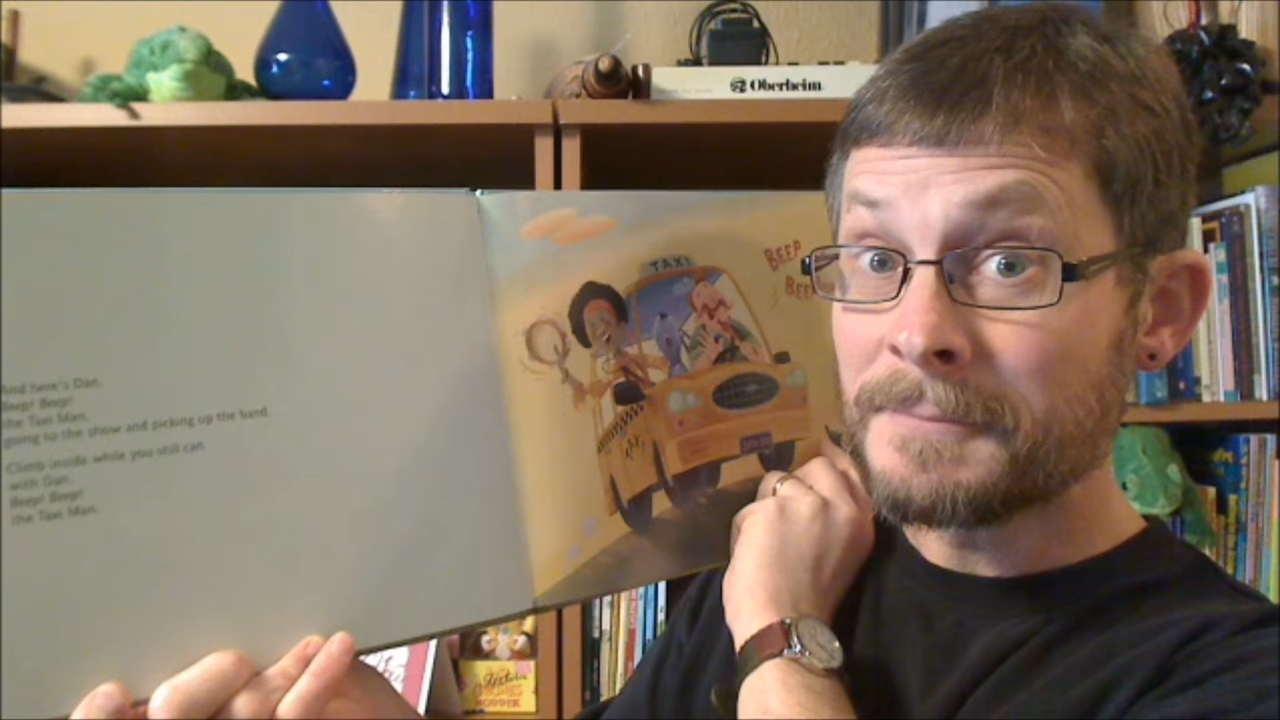 Oberheim
TAXI
BEEP
BEEP
And here's Dan,
Beep! Beep!
the Taxi Man,
going to the show and picking up the band.
Climb inside while you still can
with Dan,
Beep! Beep!
the Taxi Man.
TAXI